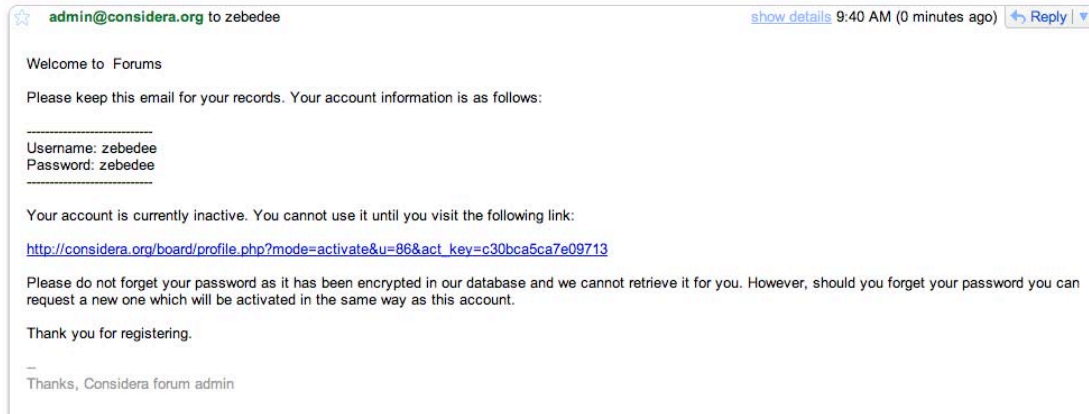 admin@considera.org to zebedee show details 9:40 AM (0 minutes ago) Reply
Welcome to Forums
Please keep this email for your records. Your account information is as follows:
----------------------------
Username: zebedee
Password: zebedee
----------------------------
Your account is currently inactive. You cannot use it until you visit the following link:
http://considera.org/board/profile.php?mode=activate&u=86&act_key=c30bca5ca7e09713
Please do not forget your password as it has been encrypted in our database and we cannot retrieve it for you. However, should you forget your password you can
request a new one which will be activated in the same way as this account.
Thank you for registering.
--
Thanks, Considera forum admin